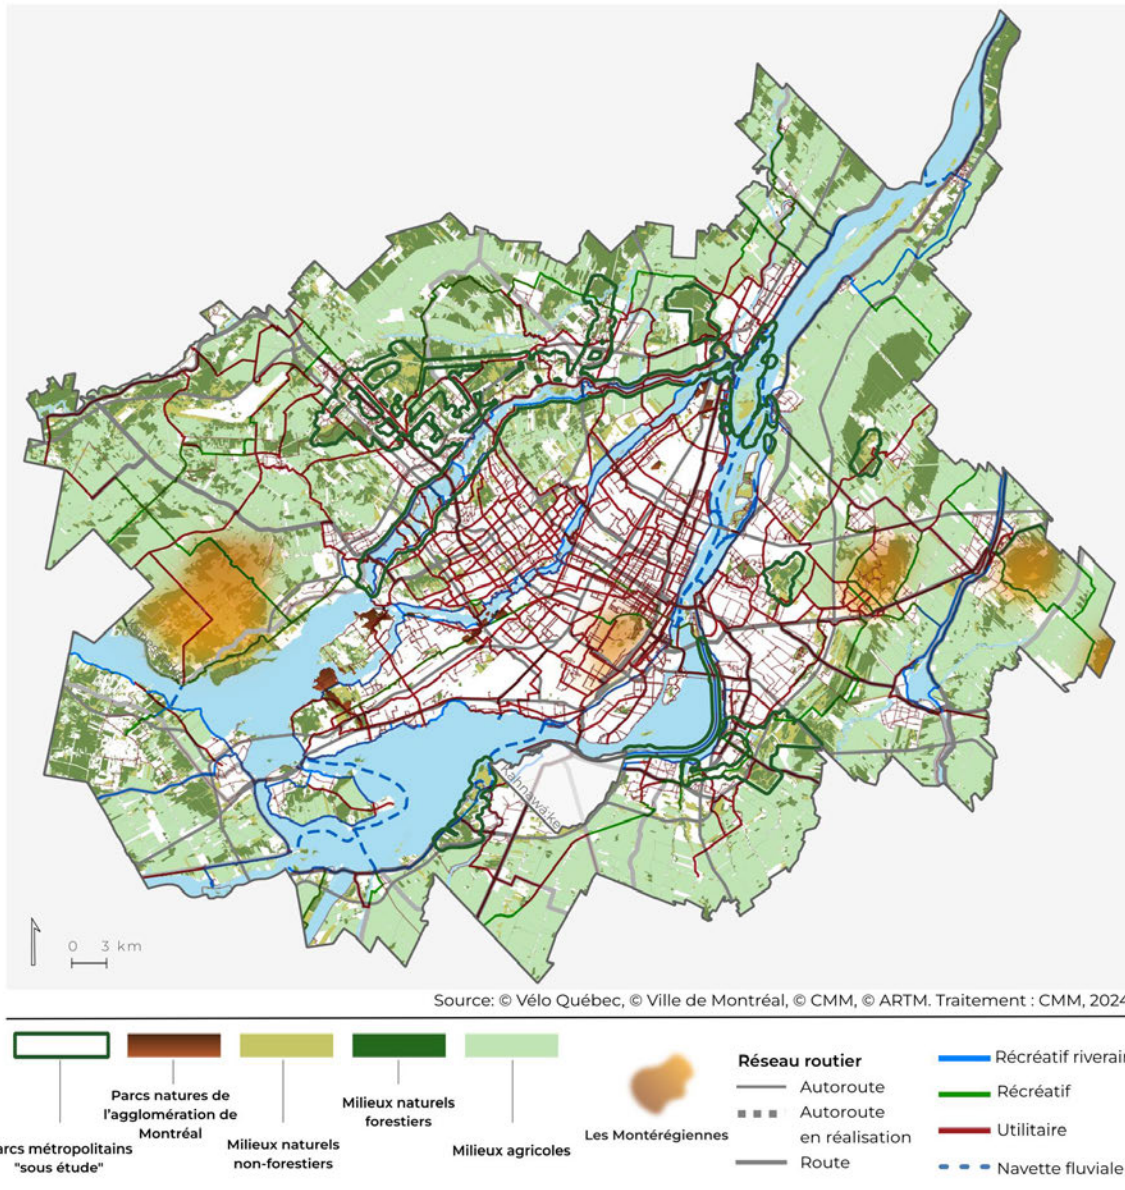 Kahnawá:ke
0 3 km
Source: © Vélo Québec, © Ville de Montréal, © CMM, © ARTM. Traitement : CMM, 2024
arcs métropolitains
"sous étude"
Parcs natures de
l'agglomération de
Montréal
Milieux naturels
non-forestiers
Milieux naturels
forestiers
Milieux agricoles
Les Montérégiennes
Réseau routier
Autoroute
Autoroute
en réalisation
Route
Récréatif riverain
Récréatif
Utilitaire
Navette fluviale